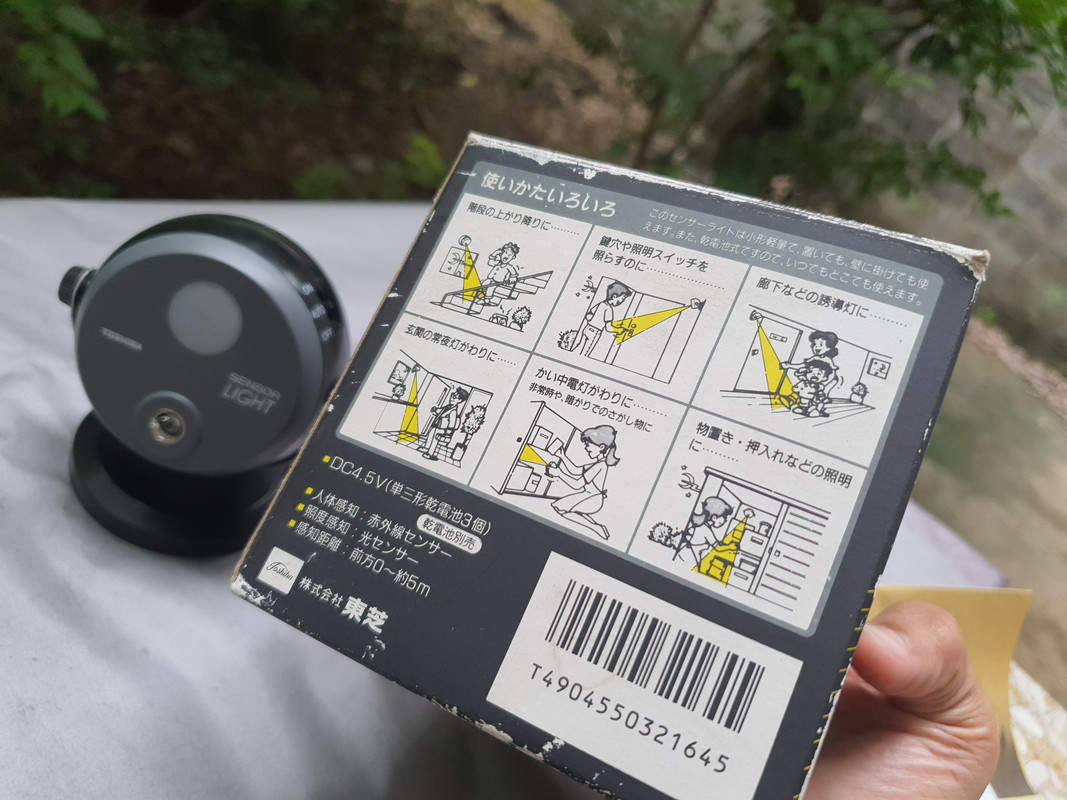 使いかたいろいろ
このセンサーライトは小形軽量で、置いても、壁に掛けても使
えます。また、乾電池式ですので、いつでもどこでも使えます。
階段の上がり降りに………
鍵穴や照明スイッチを
照らすのに……………
廊下などの誘導灯に……
玄関の常夜灯がわりに……
かい中電灯がわりに………
非常時や、暗がりでのさがし物に
物置き・押入れなどの照明
に………
DC4.5V(単三形乾電池3個)
乾電池別売
人体感知：赤外線センサー
照度感知：光センサー
感知距離：前方0～約5m
Toshiba
株式会社 東芝
T4904550321645
TOSHIBA
SENSOR
LIGHT
ON
AUTO
OFF